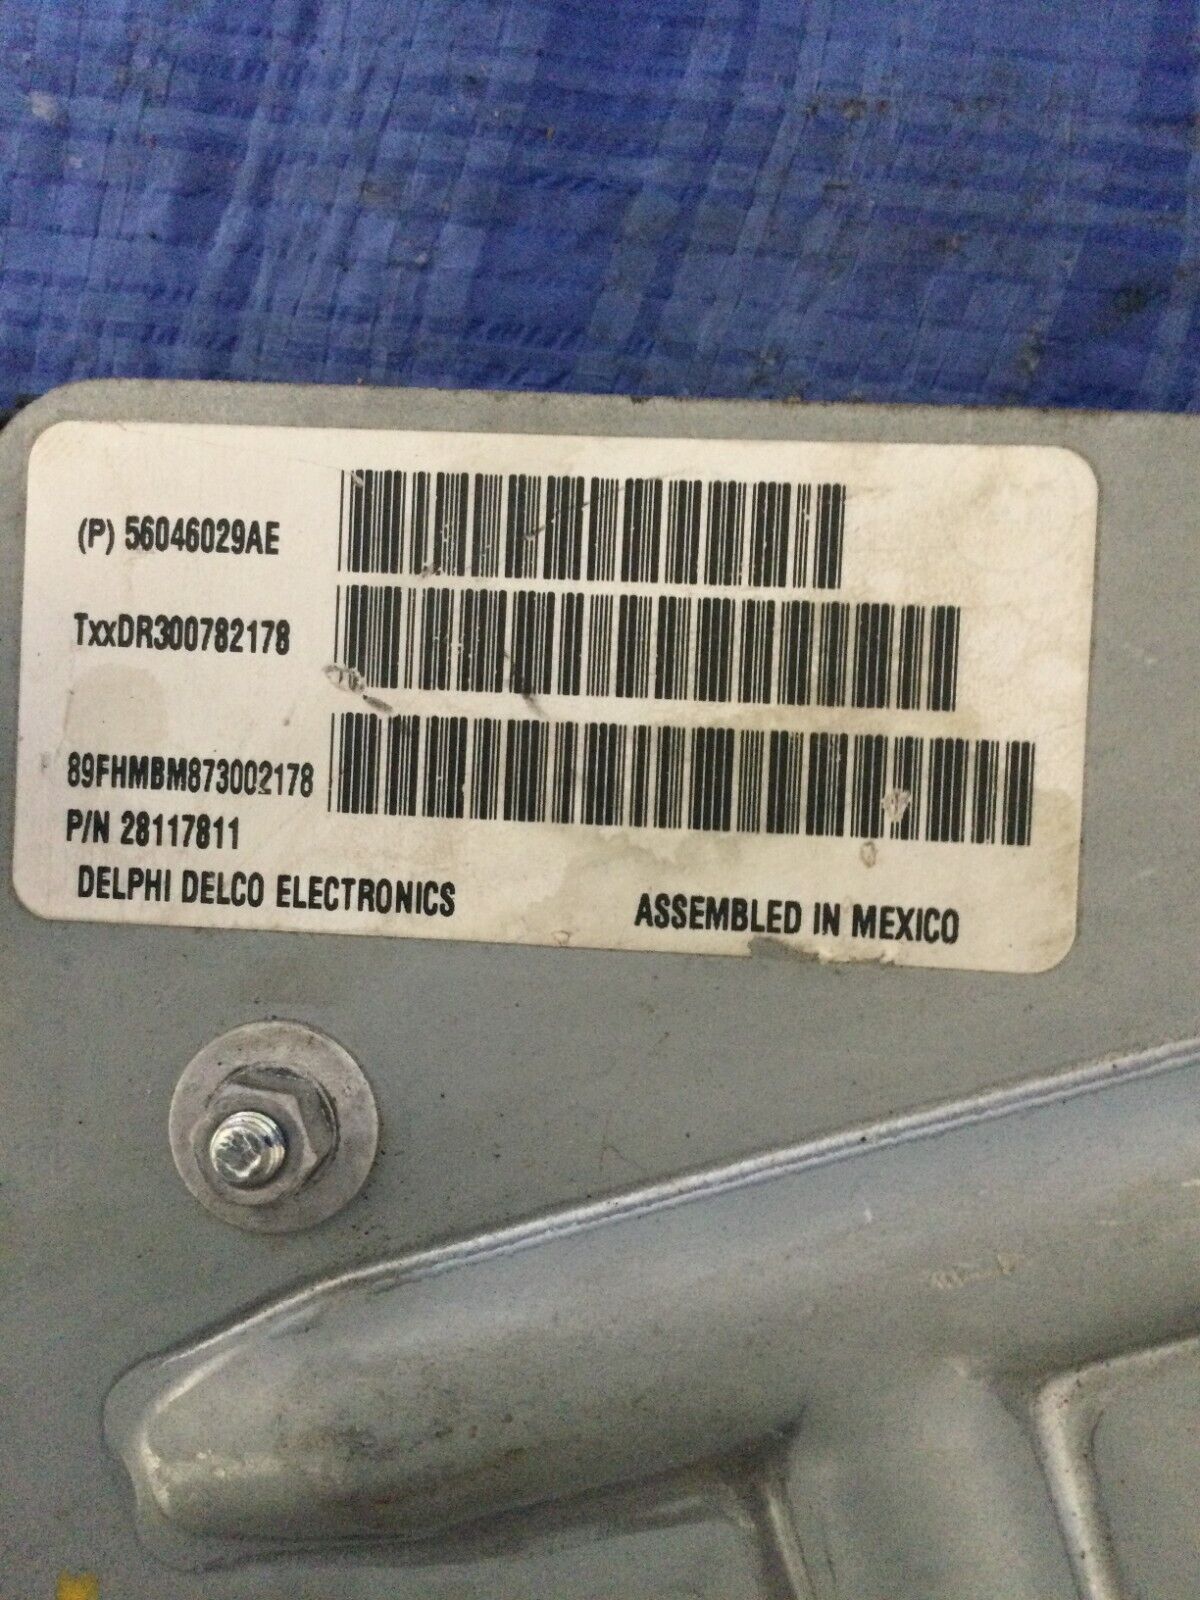 (P) 56046029AE
TxxDR300782178
89FHMBM873002178
P/N 28117811
DELPHI DELCO ELECTRONICS
ASSEMBLED IN MEXICO